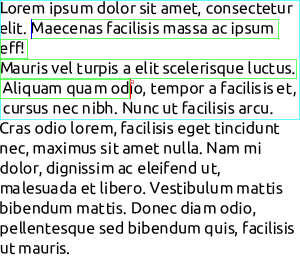 Lorem ipsum dolor sit amet, consectetur
elit. Maecenas facilisis massa ac ipsum
eff!
Mauris vel turpis a elit scelerisque luctus.
Aliquam quam odio, tempor a facilisis et,
cursus nec nibh. Nunc ut facilisis arcu.
Cras odio lorem, facilisis eget tincidunt
nec, maximus sit amet nulla. Nam mi
dolor, dignissim ac eleifend ut,
malesuada et libero. Vestibulum mattis
bibendum mattis. Donec diam odio,
pellentesque sed bibendum quis, facilisis
ut mauris.